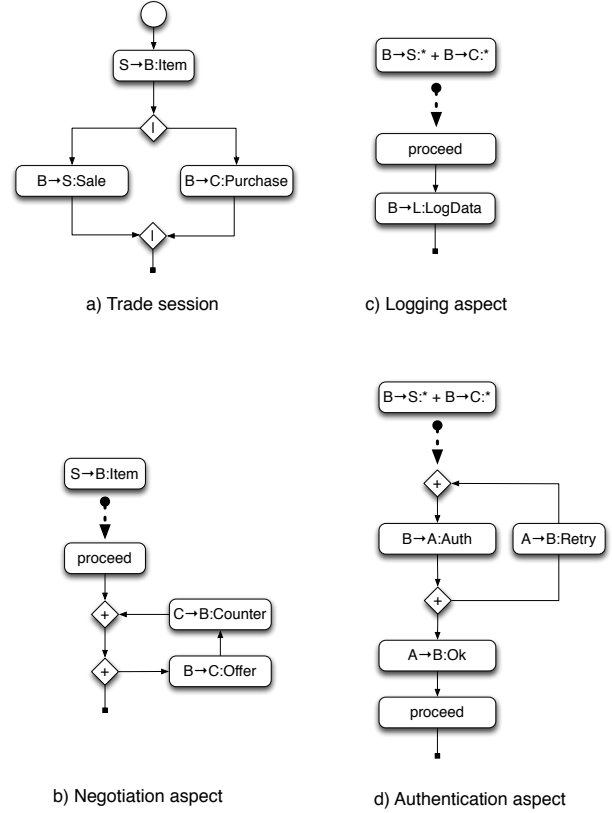 S→B:Item
|
B→S:Sale
B→C:Purchase
|
a) Trade session
B→S:* + B→C:*
proceed
B→L:LogData
c) Logging aspect
S→B:Item
proceed
+
C→B:Counter
+
B→C:Offer
b) Negotiation aspect
B→S:* + B→C:*
+
B→A:Auth
A→B:Retry
+
A→B:Ok
proceed
d) Authentication aspect